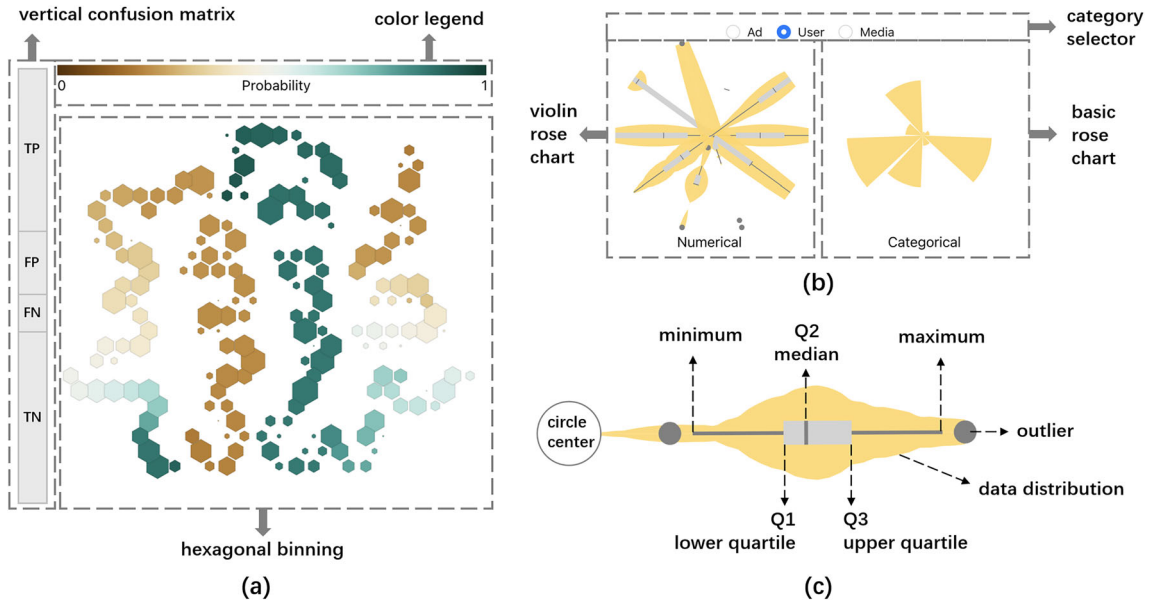 vertical confusion matrix
color legend
0
Probability
1
TP
FP
FN
TN
hexagonal binning
(a)
Ad
User
Media
category
selector
violin
rose
chart
Numerical
Categorical
basic
rose
chart
(b)
minimum
Q2
median
maximum
circle
center
outlier
data distribution
Q1
lower quartile
Q3
upper quartile
(c)